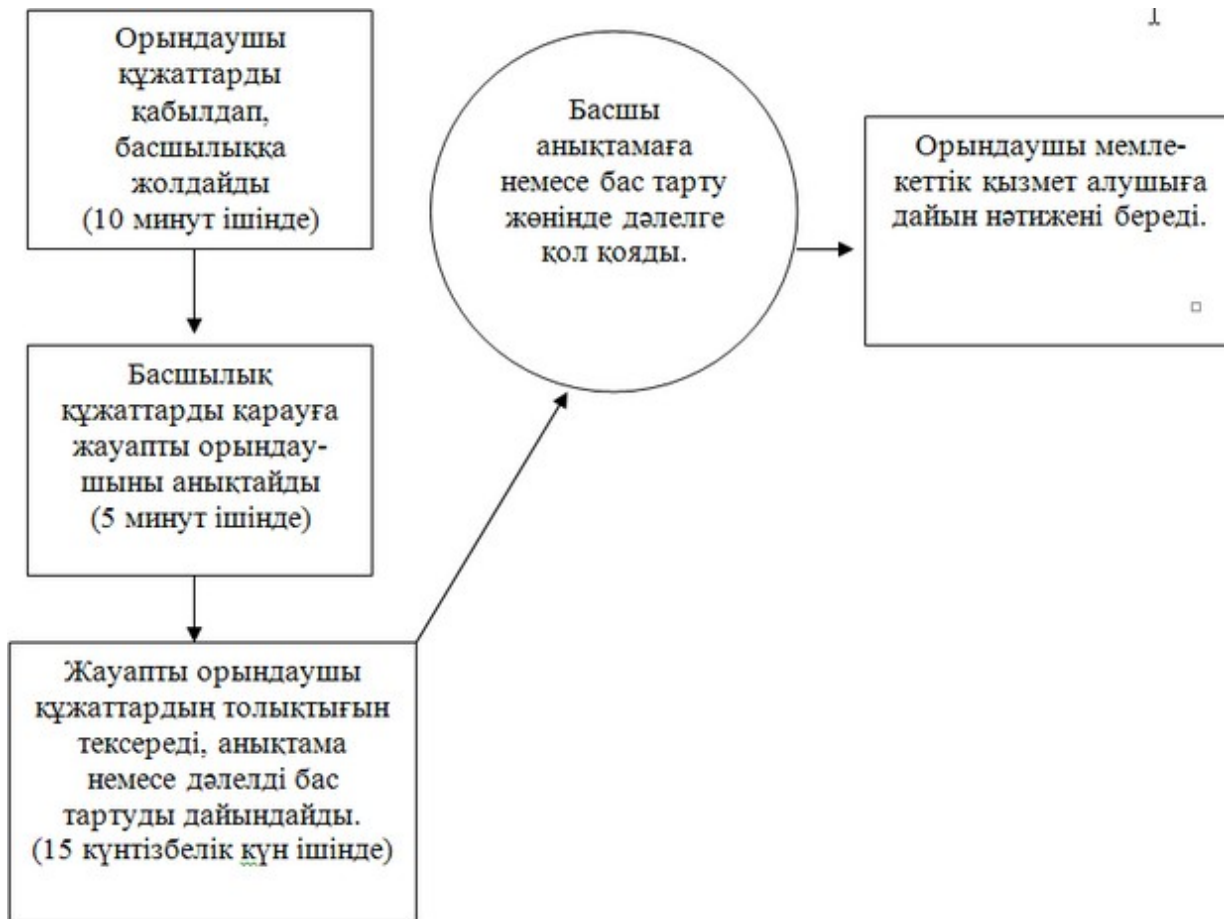 Орындаушы
құжаттарды
қабылдап,
басшылыққа
жолдайды
(10 минут ішінде)
Басшылық
құжаттарды қарауға
жауапты орындау-
шыны анықтайды
(5 минут ішінде)
Жауапты орындаушы
құжаттардың толықтығын
тексереді, анықтама
немесе дәлелді бас
тартуды дайындайды.
(15 күнтізбелік күн ішінде)
Басшы
анықтамаға
немесе бас тарту
жөнінде дәлелге
қол қояды.
Орындаушы мемле-
кеттік қызмет алушыға
дайын нәтижені береді.